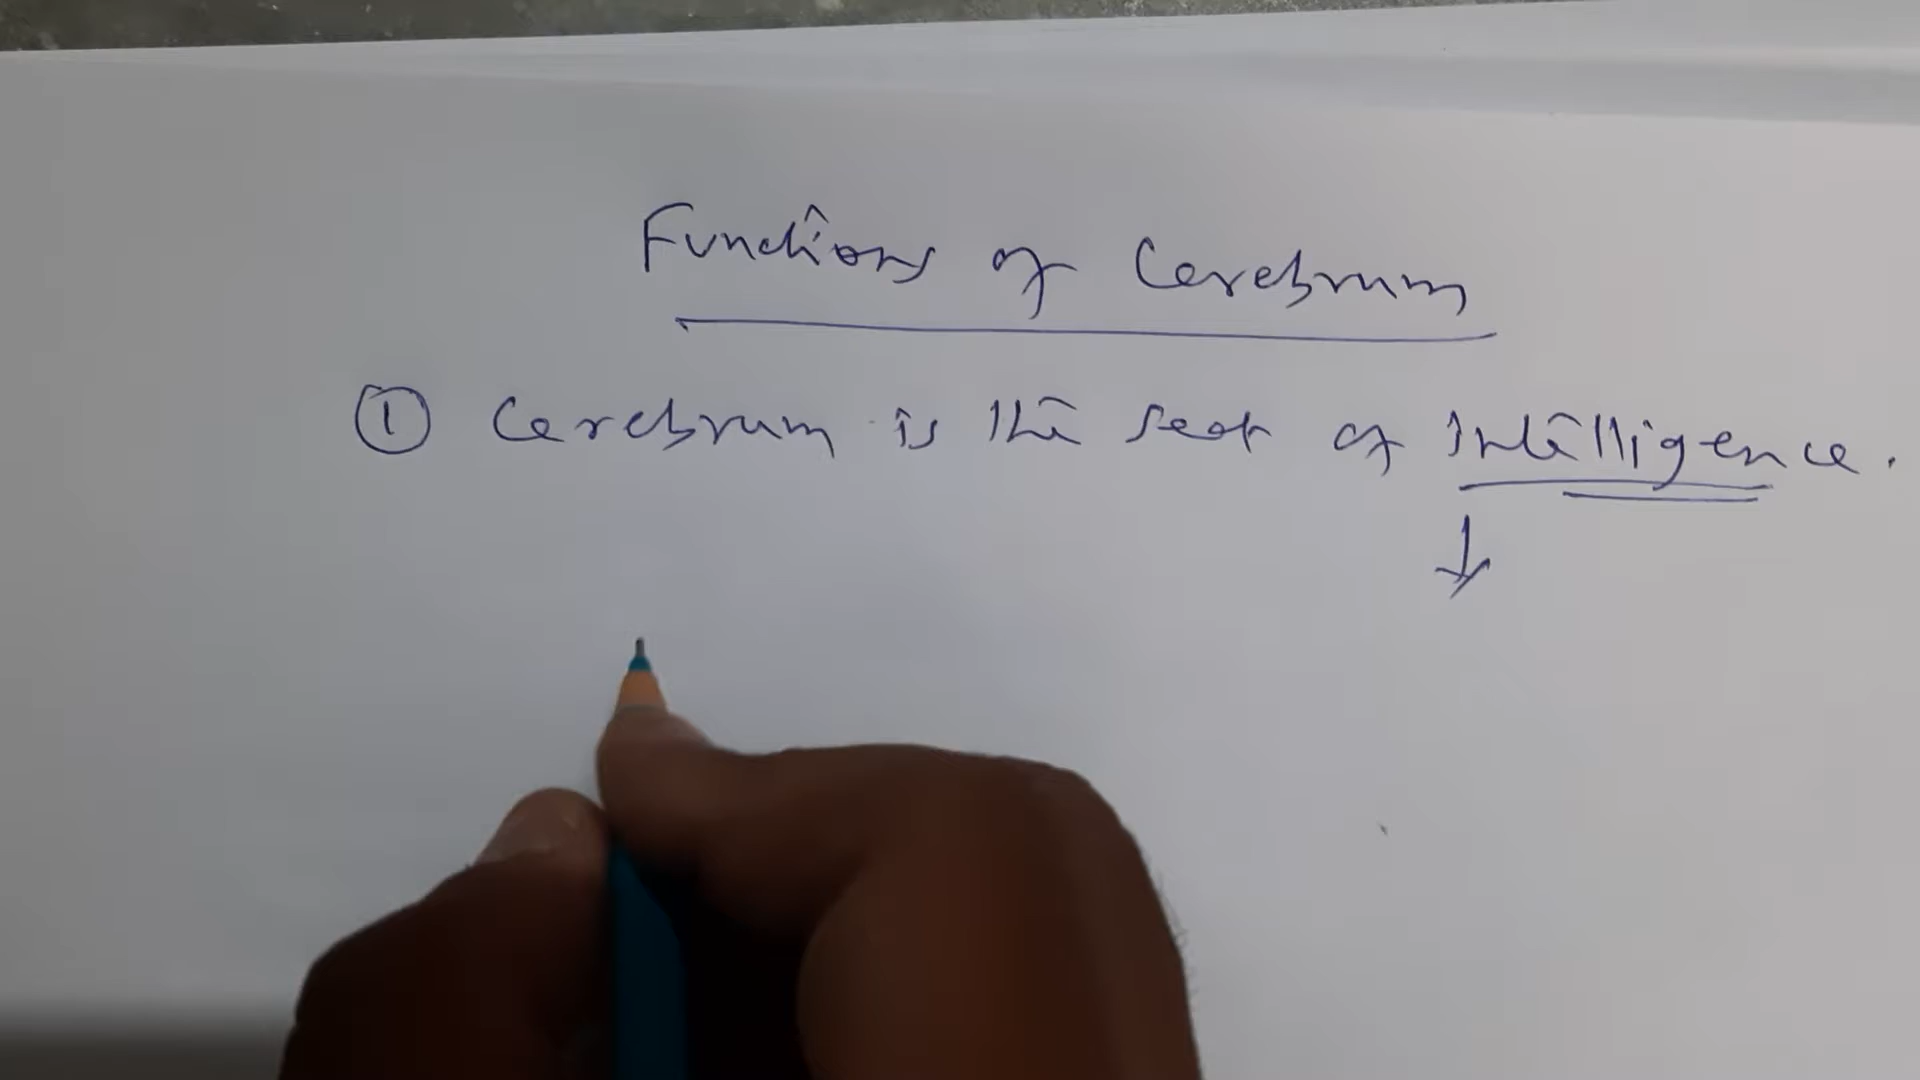 Functions of Cerebrum
① Cerebrum is the seat of Intelligence.
↓